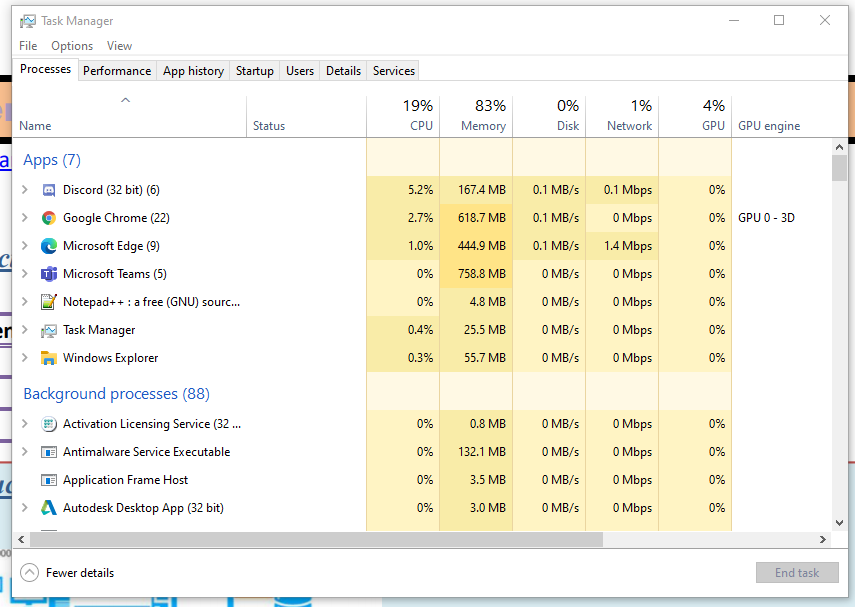 Task Manager
File Options View
Processes Performance App history Startup Users Details Services
19% 83% 0% 1% 4%
Name Status CPU Memory Disk Network GPU GPU engine
Apps (7)
Discord (32 bit) (6) 5.2% 167.4 MB 0.1 MB/s 0.1 Mbps 0%
Google Chrome (22) 2.7% 618.7 MB 0.1 MB/s 0 Mbps 0% GPU 0 - 3D
Microsoft Edge (9) 1.0% 444.9 MB 0.1 MB/s 1.4 Mbps 0%
Microsoft Teams (5) 0% 758.8 MB 0 MB/s 0 Mbps 0%
Notepad++ : a free (GNU) sourc... 0% 4.8 MB 0 MB/s 0 Mbps 0%
Task Manager 0.4% 25.5 MB 0 MB/s 0 Mbps 0%
Windows Explorer 0.3% 55.7 MB 0 MB/s 0 Mbps 0%
Background processes (88)
Activation Licensing Service (32 ... 0% 0.8 MB 0 MB/s 0 Mbps 0%
Antimalware Service Executable 0% 132.1 MB 0 MB/s 0 Mbps 0%
Application Frame Host 0% 3.5 MB 0 MB/s 0 Mbps 0%
Autodesk Desktop App (32 bit) 0% 3.0 MB 0 MB/s 0 Mbps 0%
Fewer details End task